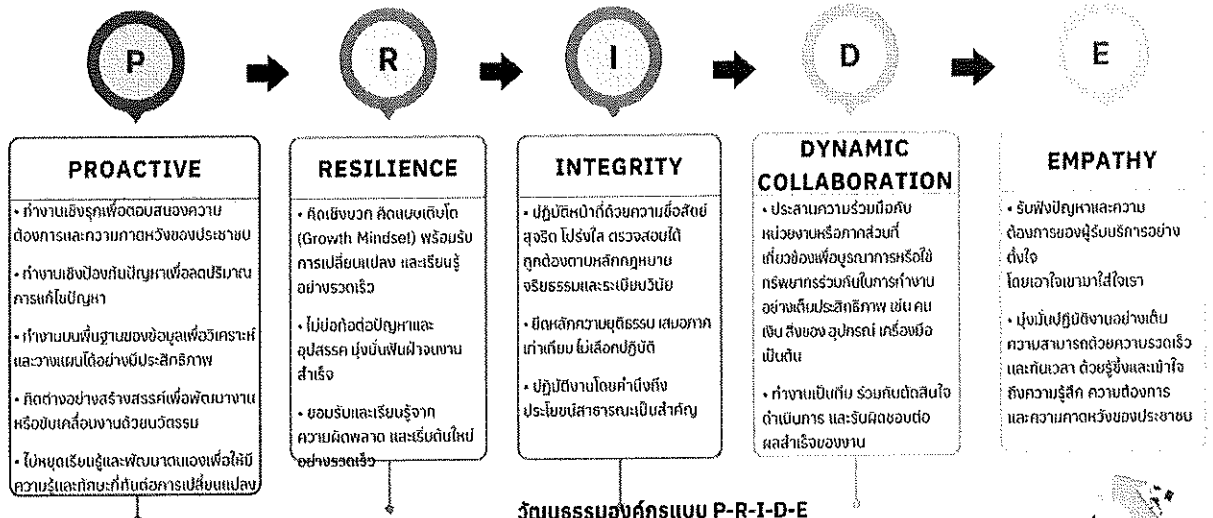 P
R
I
D
E
PROACTIVE
• ทำงานเชิงรุกเพื่อตอบสนองความ
ต้องการและความคาดหวังของประชาชน
• ทำงานเชิงป้องกันปัญหาเพื่อลดปริมาณ
การแก้ไขปัญหา
• ทำงานบนพื้นฐานของข้อมูลเพื่อวิเคราะห์
และวางแผนได้อย่างมีประสิทธิภาพ
• คิดต่างอย่างสร้างสรรค์เพื่อพัฒนางาน
หรือขับเคลื่อนงานด้วยนวัตรรม
• ไม่หยุดเรียนรู้และพัฒนาตนเองเพื่อให้มี
ความรู้และทักษะที่ทันต่อการเปลี่ยนแปลง
RESILIENCE
• คิดเชิงบวก คิดแบบเติบโต
(Growth Mindset) พร้อมรับ
การเปลี่ยนแปลง และเรียนรู้
อย่างรวดเร็ว
• ไม่ย่อท้อต่อปัญหาและ
อุปสรรค มุ่งมั่นฟันฝ่าจนงาน
สำเร็จ
• ยอมรับและเรียนรู้จาก
ความผิดพลาด และเริ่มต้นใหม่
อย่างรวดเร็ว
INTEGRITY
• ปฏิบัติหน้าที่ด้วยความซื่อสัตย์
สุจริต โปร่งใส ตรวจสอบได้
ถูกต้องตามหลักกฎหมาย
จริยธรรมและระเบียบวินัย
• ยึดหลักความยุติธรรม เสมอภาค
เท่าเทียม ไม่เลือกปฏิบัติ
• ปฏิบัติงานโดยคำนึงถึง
ประโยชน์สาธารณะเป็นสำคัญ
DYNAMIC
COLLABORATION
• ประสานความร่วมมือกับ
หน่วยงานหรือภาคส่วนที่
เกี่ยวข้องเพื่อบูรณาการหรือใช้
ทรัพยากรร่วมกันในการทำงาน
อย่างเต็มประสิทธิภาพ เช่น คน
เงิน สิ่งของ อุปกรณ์ เครื่องมือ
เป็นต้น
• ทำงานเป็นทีม ร่วมกันตัดสินใจ
ดำเนินการ และรับผิดชอบต่อ
ผลสำเร็จของงาน
EMPATHY
• รับฟังปัญหาและความ
ต้องการของผู้รับบริการอย่าง
ตั้งใจ
โดยเอาใจเขามาใส่ใจเรา
• มุ่งมั่นปฏิบัติงานอย่างเต็ม
ความสามารถด้วยความรวดเร็ว
และทันเวลา ด้วยรู้ซึ้งและเข้าใจ
ถึงความรู้สึก ความต้องการ
และความคาดหวังของประชาชน
วัฒนธรรมองค์กรแบบ P-R-I-D-E